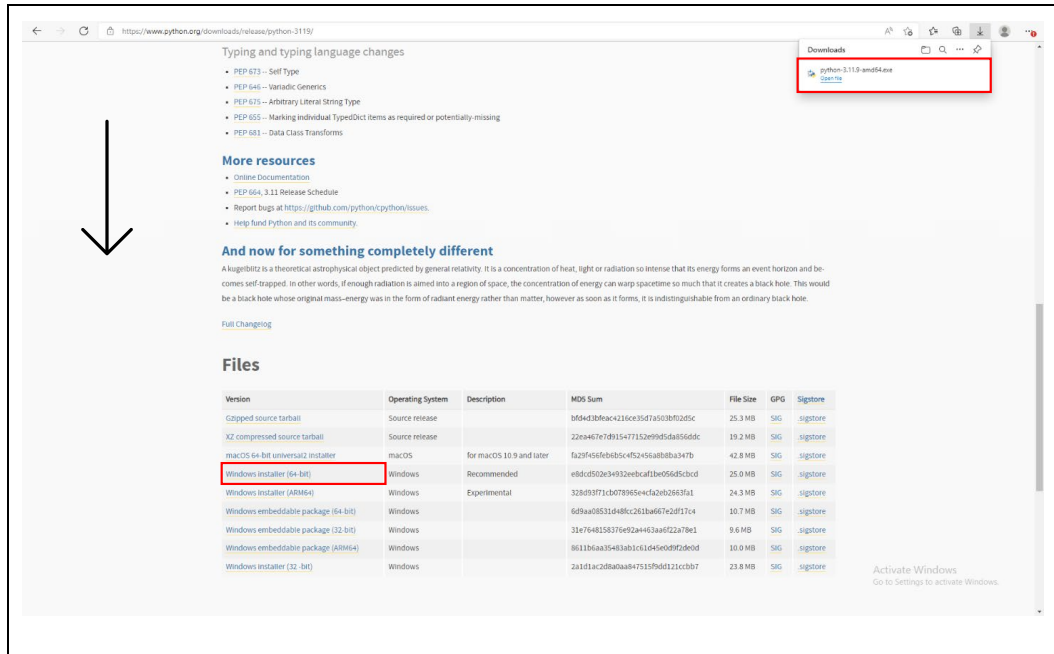 https://www.python.org/downloads/release/python-3119/
Downloads
python-3.11.9-amd64.exe
Open file
Typing and typing language changes
• PEP 673 -- Self Type
• PEP 646 -- Variadic Generics
• PEP 675 -- Arbitrary Literal String Type
• PEP 655 -- Marking individual TypedDict items as required or potentially-missing
• PEP 681 -- Data Class Transforms
More resources
• Online Documentation
• PEP 664, 3.11 Release Schedule
• Report bugs at https://github.com/python/cpython/issues.
• Help fund Python and its community.
And now for something completely different
A kugelblitz is a theoretical astrophysical object predicted by general relativity. It is a concentration of heat, light or radiation so intense that its energy forms an event horizon and be-
comes self-trapped. In other words, if enough radiation is aimed into a region of space, the concentration of energy can warp spacetime so much that it creates a black hole. This would
be a black hole whose original mass–energy was in the form of radiant energy rather than matter, however as soon as it forms, it is indistinguishable from an ordinary black hole.
Full Changelog
Files
Version Operating System Description MD5 Sum File Size GPG Sigstore
Gzipped source tarball Source release bfd4d3bfeac4216ce35d7a503bf02d5c 25.3 MB SIG .sigstore
XZ compressed source tarball Source release 22ea467e7d915477152e99d5da856ddc 19.2 MB SIG .sigstore
macOS 64-bit universal2 installer macOS for macOS 10.9 and later fa29f456feb6b5c4f52456a8b8ba347b 42.8 MB SIG .sigstore
Windows installer (64-bit) Windows Recommended e8dcd502e34932eebcaf1be056d5cbcd 25.0 MB SIG .sigstore
Windows installer (ARM64) Windows Experimental 328d93f71cb078965e4cfa2eb2663fa1 24.3 MB SIG .sigstore
Windows embeddable package (64-bit) Windows 6d9aa08531d48fcc261ba667e2df17c4 10.7 MB SIG .sigstore
Windows embeddable package (32-bit) Windows 31e7648158376e92a4463aa6f22a78e1 9.6 MB SIG .sigstore
Windows embeddable package (ARM64) Windows 8611b6aa35483ab1c61d45e0d9f2de0d 10.0 MB SIG .sigstore
Windows installer (32 -bit) Windows 2a1d1ac2d8a0aa847515f9dd121ccbb7 23.8 MB SIG .sigstore
Activate Windows
Go to Settings to activate Windows.